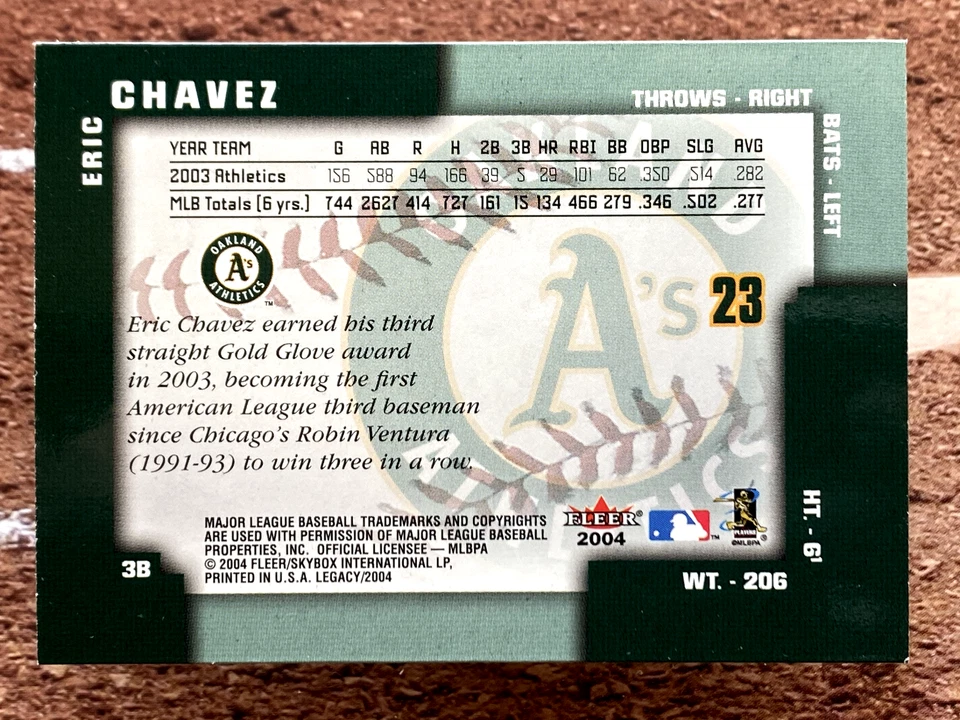 ERIC
CHAVEZ
THROWS - RIGHT
BATS - LEFT
YEAR TEAM G AB R H 2B 3B HR RBI BB OBP SLG AVG
2003 Athletics 156 588 94 166 39 5 29 101 62 .350 .514 .282
MLB Totals (6 yrs.) 744 2627 414 727 161 15 134 466 279 .346 .502 .277
OAKLAND
A's
ATHLETICS
TM
A's
ATHLETICS
23
Eric Chavez earned his third
straight Gold Glove award
in 2003, becoming the first
American League third baseman
since Chicago's Robin Ventura
(1991-93) to win three in a row.
MAJOR LEAGUE BASEBALL TRADEMARKS AND COPYRIGHTS
ARE USED WITH PERMISSION OF MAJOR LEAGUE BASEBALL
PROPERTIES, INC. OFFICIAL LICENSEE — MLBPA
© 2004 FLEER/SKYBOX INTERNATIONAL LP,
PRINTED IN U.S.A. LEGACY/2004
FLEER®
2004
TM
PLAYERS
©MLBPA
3B
HT. - 6'
WT. - 206